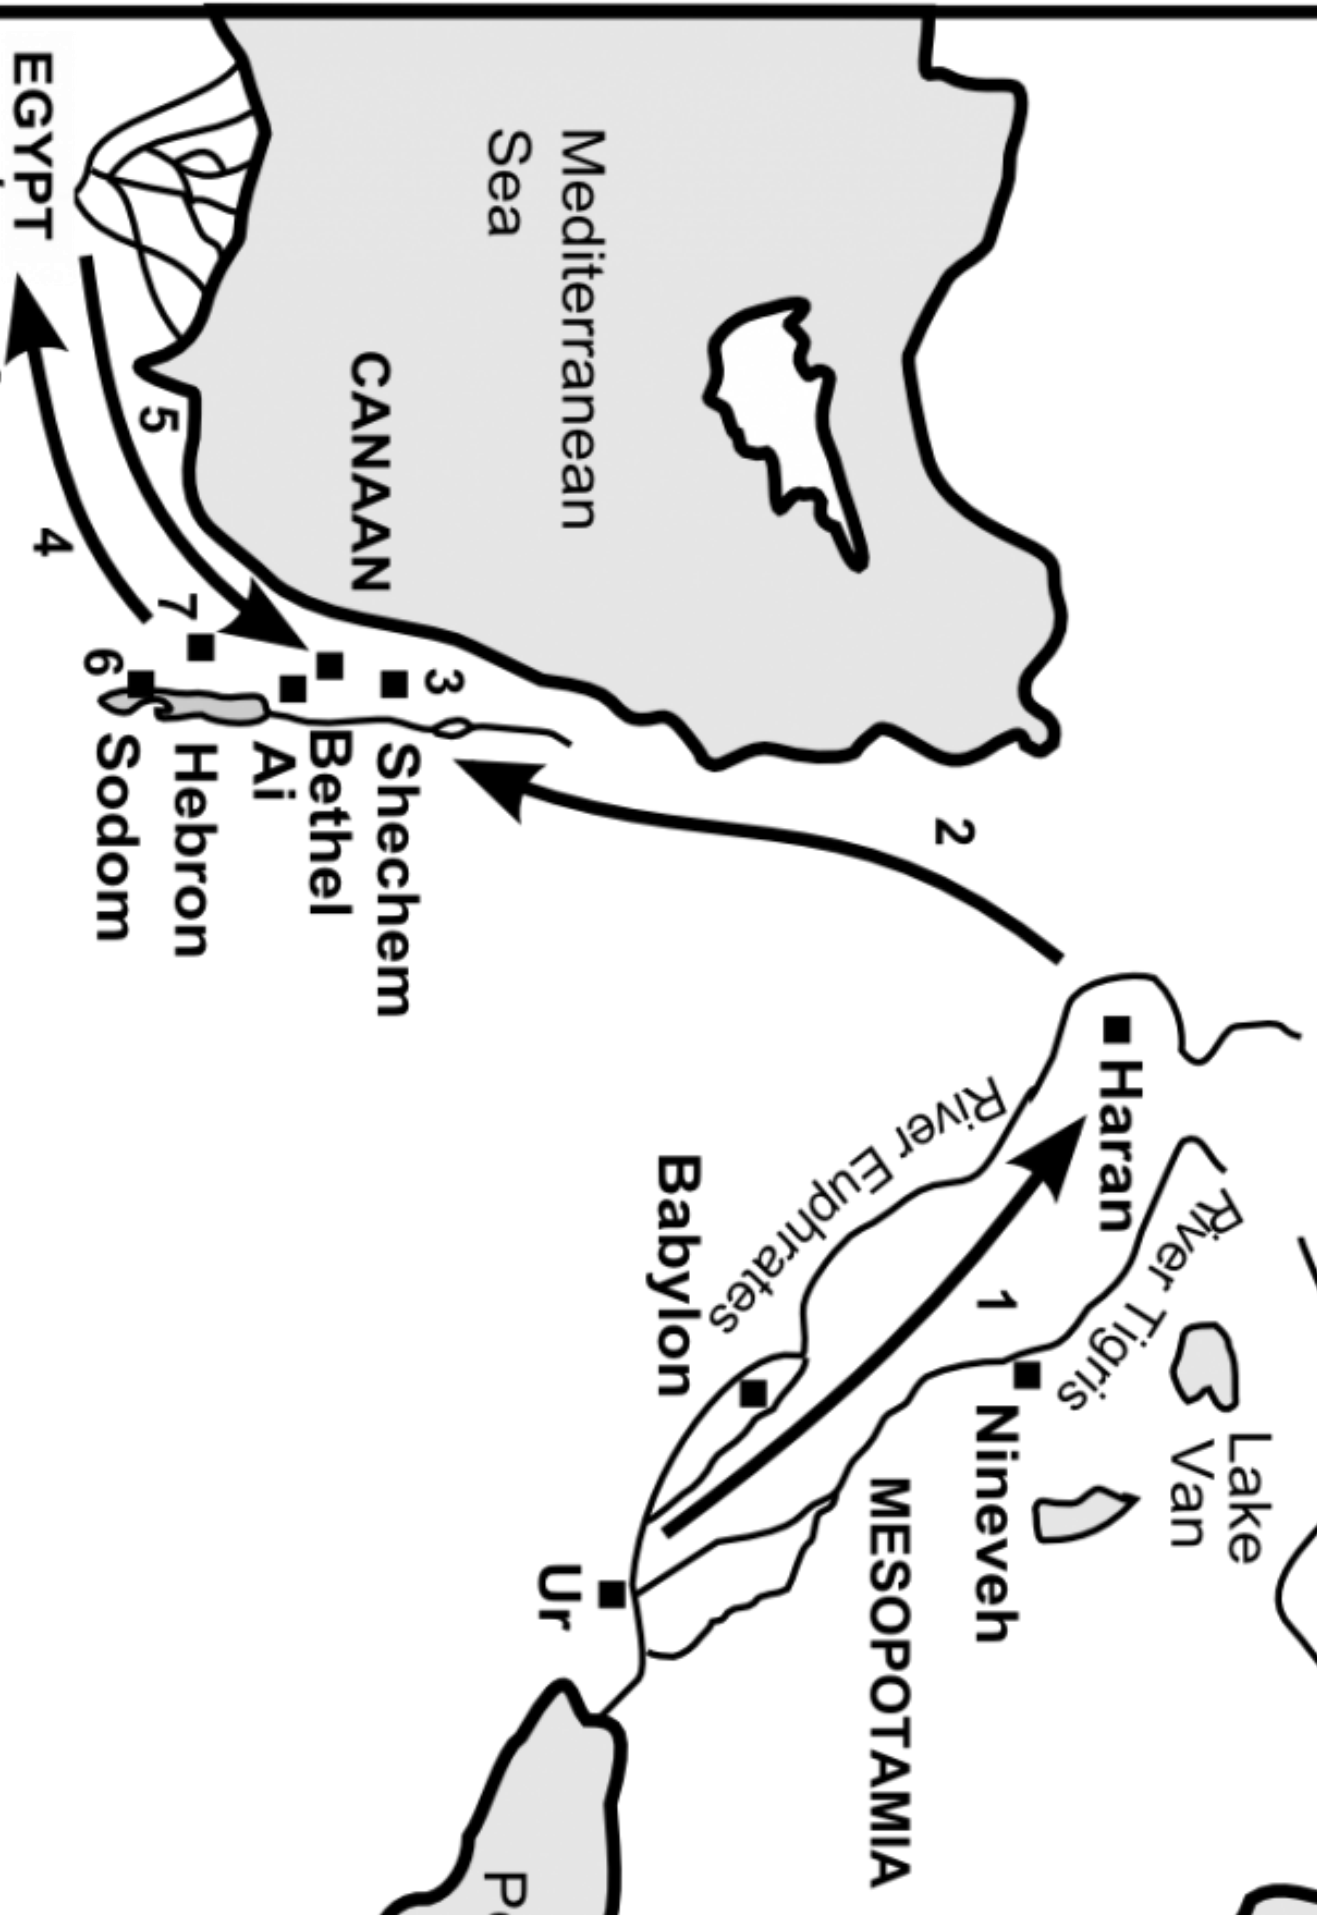 Lake
Van
River Tigris
Haran
Nineveh
1
2
MESOPOTAMIA
River Euphrates
Babylon
Ur
Mediterranean
Sea
CANAAN
3
Shechem
Bethel
Ai
Hebron
7
Sodom
6
5
4
EGYPT